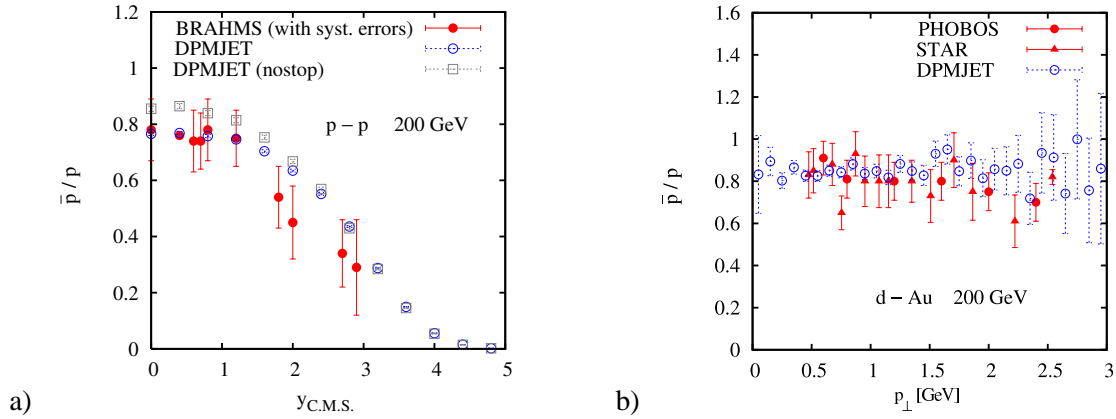 1.2
1
0.8
0.6
0.4
0.2
0
0 1 2 3 4 5
p̄ / p
y C.M.S.
BRAHMS (with syst. errors)
DPMJET
DPMJET (nostop)
p – p 200 GeV
a)
1.6
1.4
1.2
1
0.8
0.6
0.4
0.2
0
0 0.5 1 1.5 2 2.5 3
p̄ / p
p⊥ [GeV]
PHOBOS
STAR
DPMJET
d – Au 200 GeV
b)